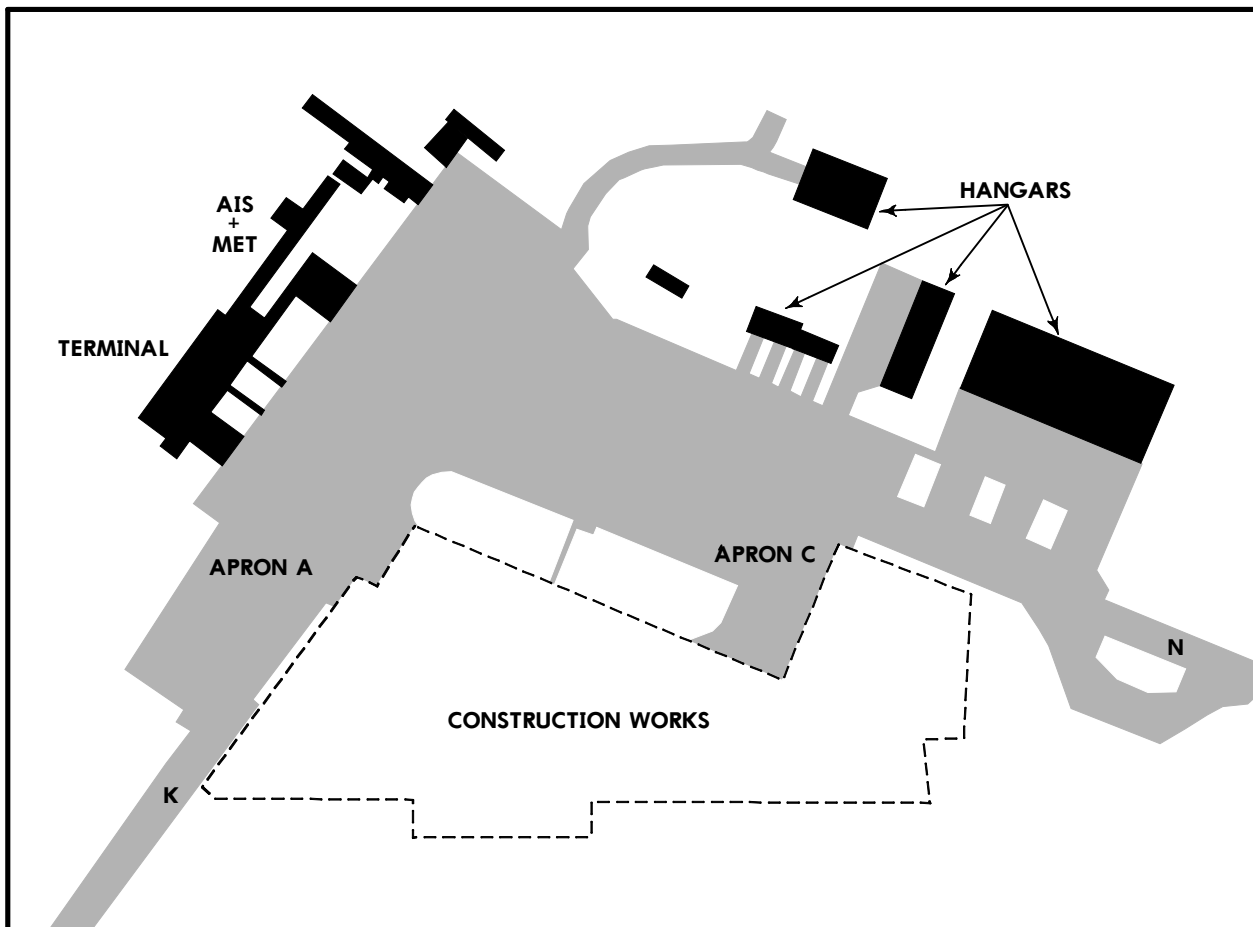 HANGARS
AIS
+
MET
TERMINAL
APRON A
APRON C
N
CONSTRUCTION WORKS
K